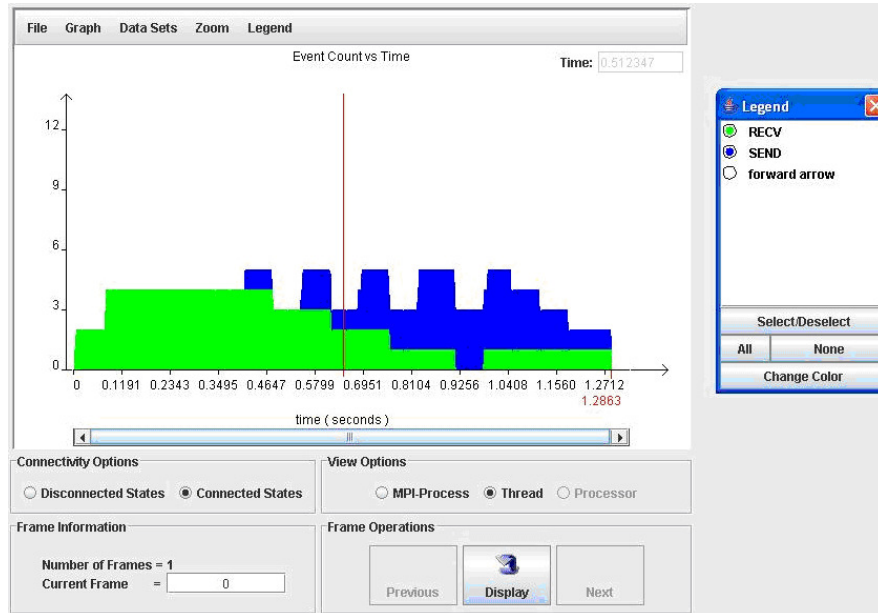 File Graph Data Sets Zoom Legend
Event Count vs Time
Time: 0.512347
12
9
6
3
0
0 0.1191 0.2343 0.3495 0.4647 0.5799 0.6951 0.8104 0.9256 1.0408 1.1560 1.2712
1.2863
time ( seconds )
Legend
RECV
SEND
forward arrow
Select/Deselect
All None
Change Color
Connectivity Options
Disconnected States Connected States
View Options
MPI-Process Thread Processor
Frame Information
Number of Frames = 1
Current Frame = 0
Frame Operations
Previous Display Next